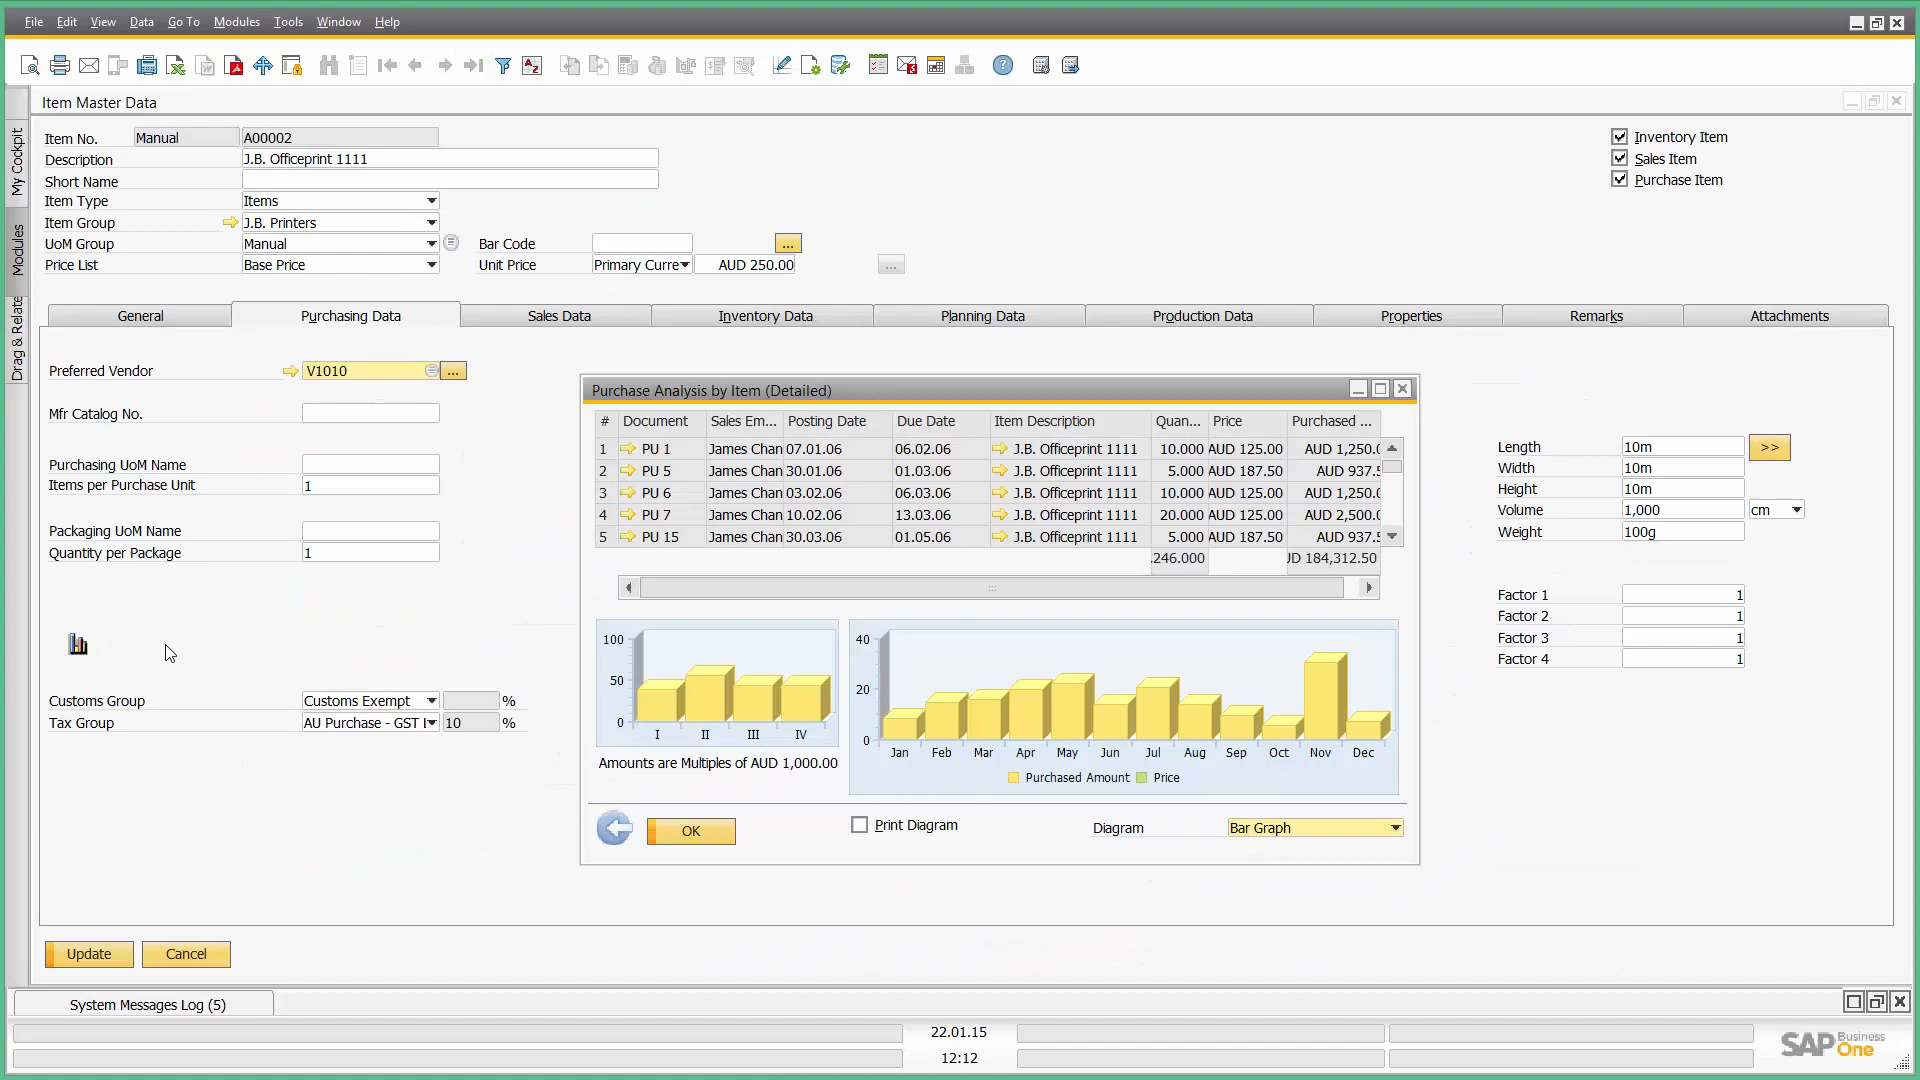 File Edit View Data Go To Modules Tools Window Help
Item Master Data
My Cockpit
Modules
Drag & Relate
Item No. Manual A00002
Inventory Item
Description J.B. Officeprint 1111
Sales Item
Short Name
Purchase Item
Item Type Items
Item Group J.B. Printers
UoM Group Manual Bar Code ...
Price List Base Price Unit Price Primary Curre AUD 250.00 ...
General Purchasing Data Sales Data Inventory Data Planning Data Production Data Properties Remarks Attachments
Preferred Vendor V1010 ...
Mfr Catalog No.
Purchasing UoM Name
Items per Purchase Unit 1
Packaging UoM Name
Quantity per Package 1
Customs Group Customs Exempt %
Tax Group AU Purchase - GST I 10 %
Purchase Analysis by Item (Detailed)
# Document Sales Em... Posting Date Due Date Item Description Quan... Price Purchased ...
1 PU 1 James Chan 07.01.06 06.02.06 J.B. Officeprint 1111 10.000 AUD 125.00 AUD 1,250.0
2 PU 5 James Chan 30.01.06 01.03.06 J.B. Officeprint 1111 5.000 AUD 187.50 AUD 937.5
3 PU 6 James Chan 03.02.06 06.03.06 J.B. Officeprint 1111 10.000 AUD 125.00 AUD 1,250.0
4 PU 7 James Chan 10.02.06 13.03.06 J.B. Officeprint 1111 20.000 AUD 125.00 AUD 2,500.0
5 PU 15 James Chan 30.03.06 01.05.06 J.B. Officeprint 1111 5.000 AUD 187.50 AUD 937.5
.246.000 UD 184,312.50
100
50
0
I II III IV
Amounts are Multiples of AUD 1,000.00
40
20
0
Jan Feb Mar Apr May Jun Jul Aug Sep Oct Nov Dec
Purchased Amount Price
OK Print Diagram Diagram Bar Graph
Length 10m >>
Width 10m
Height 10m
Volume 1,000 cm
Weight 100g
Factor 1 1
Factor 2 1
Factor 3 1
Factor 4 1
Update Cancel
System Messages Log (5)
22.01.15
12:12
SAP Business One